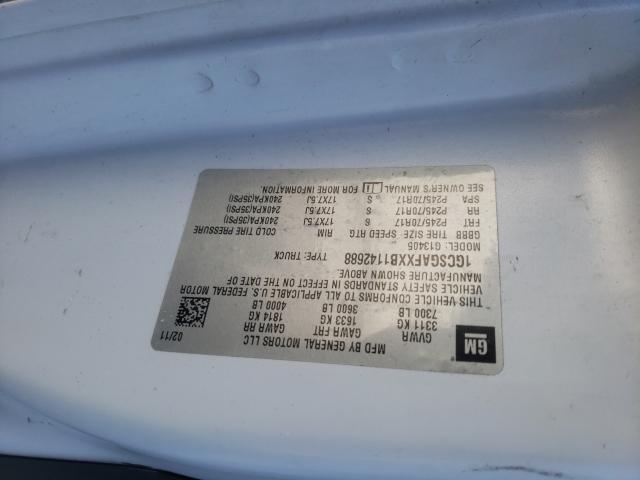 GM
MFD BY GENERAL MOTORS LLC 02/11
GVWR GAWR FRT GAWR RR
3311 KG 1633 KG 1814 KG
7300 LB 3600 LB 4000 LB
THIS VEHICLE CONFORMS TO ALL APPLICABLE U.S. FEDERAL MOTOR
VEHICLE SAFETY STANDARDS IN EFFECT ON THE DATE OF
MANUFACTURE SHOWN ABOVE.
1GCSGAFXXB1142688 TYPE: TRUCK
MODEL: G13405
GBBB TIRE SIZE SPEED RTG RIM COLD TIRE PRESSURE
FRT P245/70R17 S 17X7.5J 240KPA(35PSI)
RR P245/70R17 S 17X7.5J 240KPA(35PSI)
SPA P245/70R17 S 17X7.5J 240KPA(35PSI)
SEE OWNER'S MANUAL FOR MORE INFORMATION.